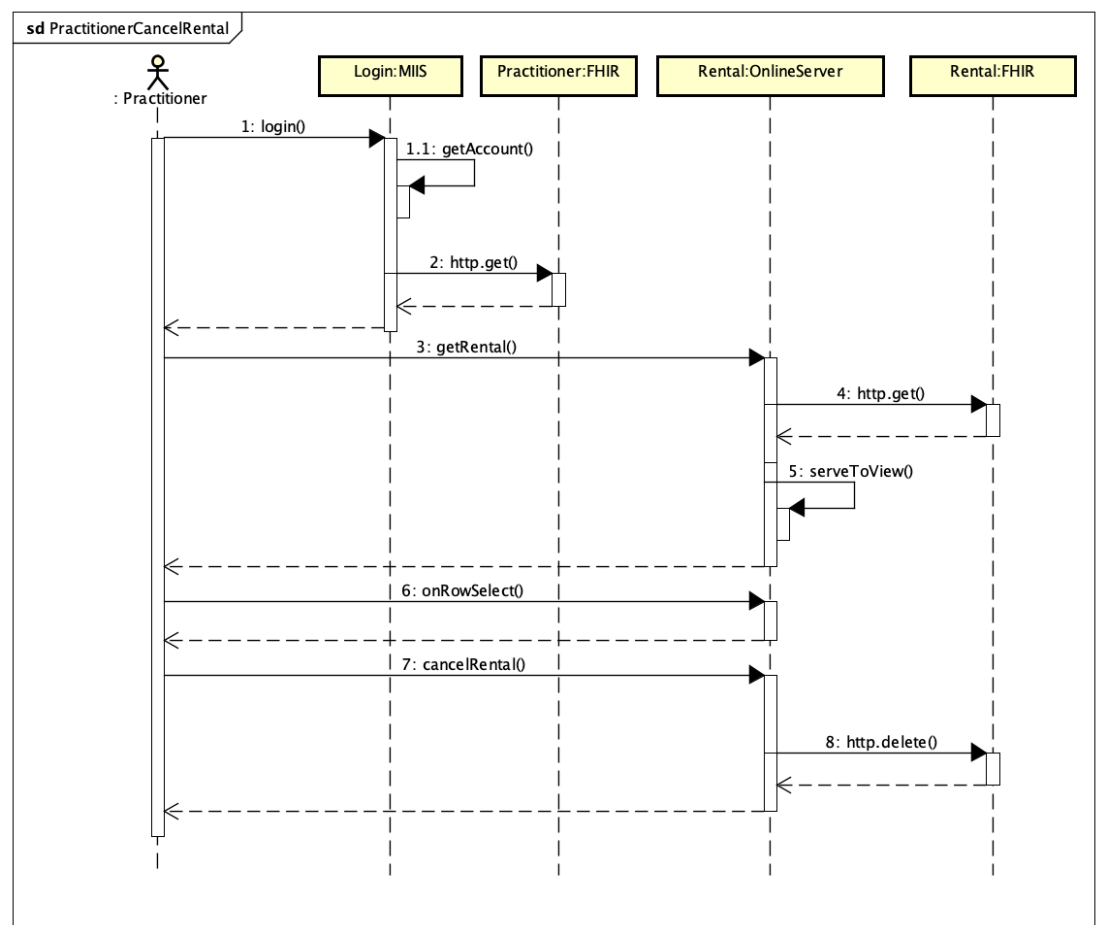 sd PractitionerCancelRental
: Practitioner
Login:MIIS
Practitioner:FHIR
Rental:OnlineServer
Rental:FHIR
1: login()
1.1: getAccount()
2: http.get()
3: getRental()
4: http.get()
5: serveToView()
6: onRowSelect()
7: cancelRental()
8: http.delete()